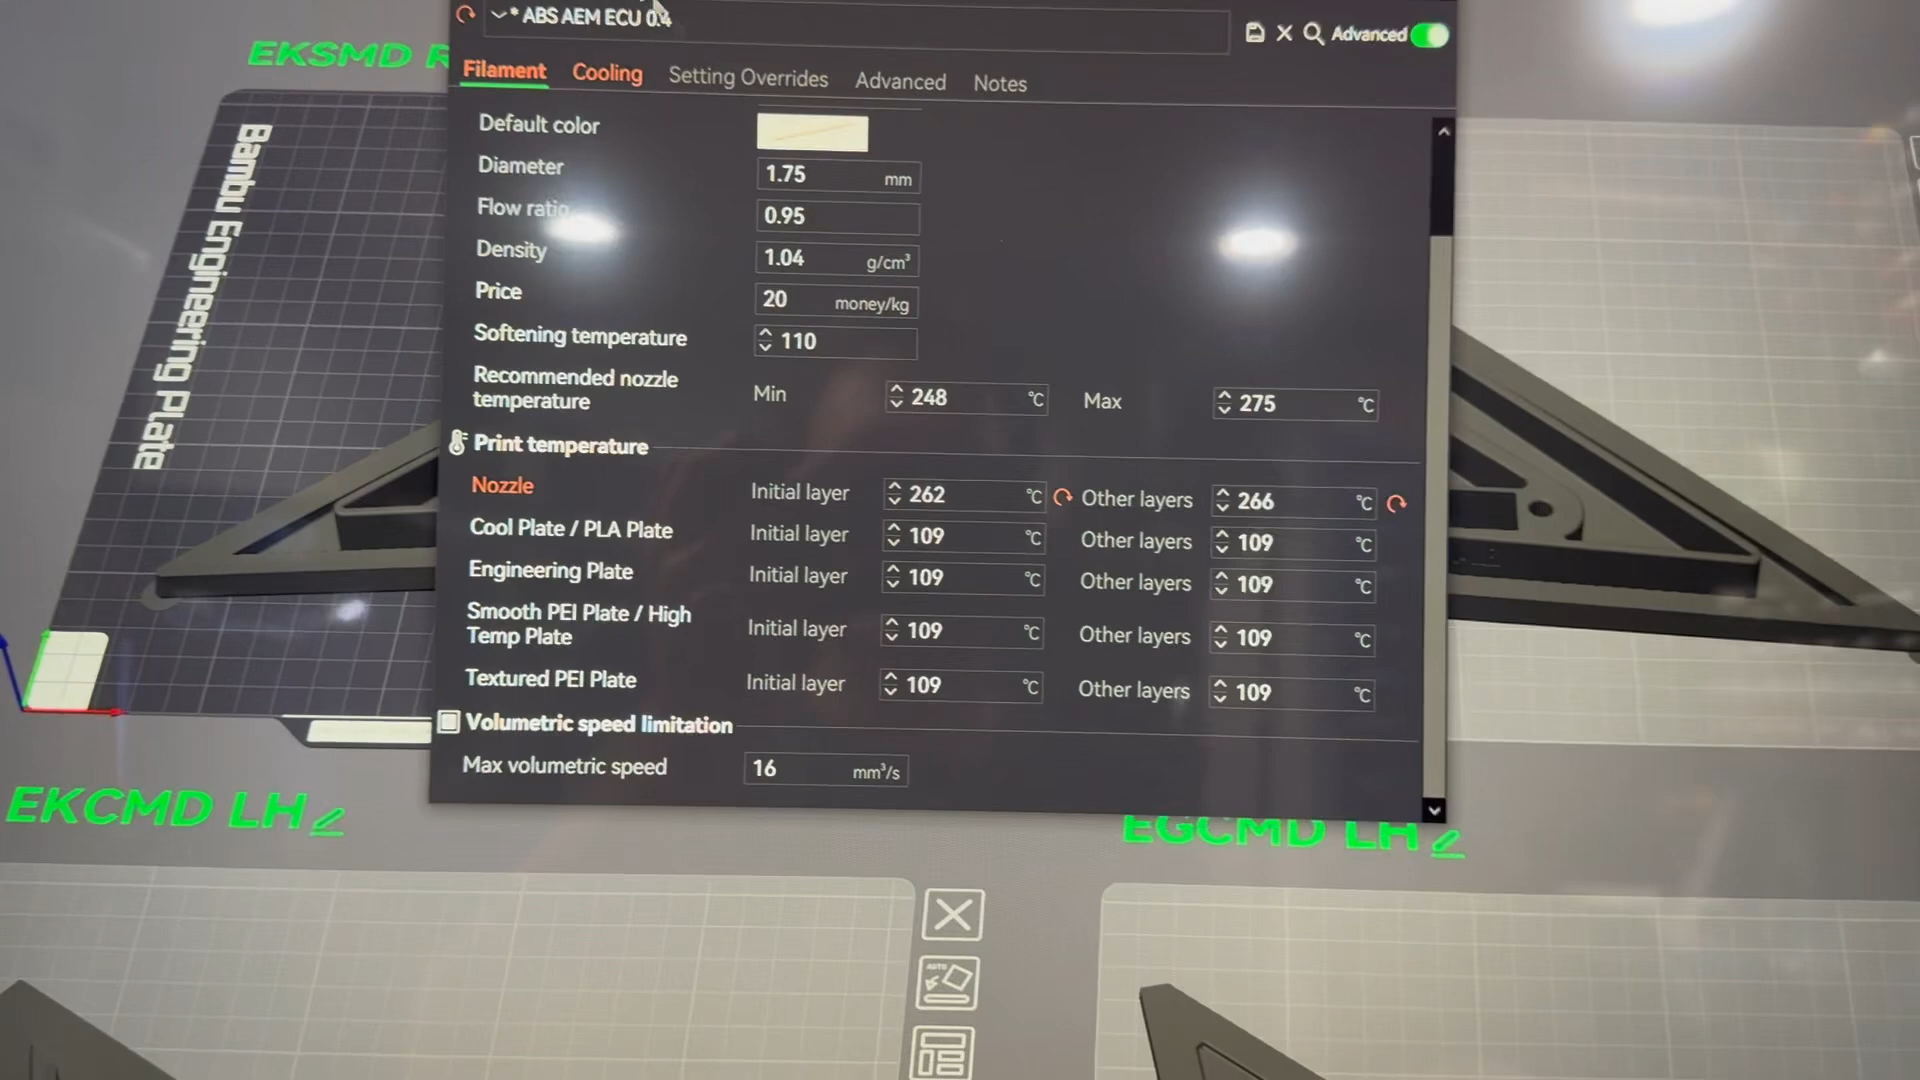 * ABS AEM ECU 0.4
Advanced
EKSMD R
Filament Cooling Setting Overrides Advanced Notes
Default color
Diameter 1.75 mm
Flow ratio 0.95
Density 1.04 g/cm³
Price 20 money/kg
Softening temperature 110
Recommended nozzle
temperature
Min 248 °C Max 275 °C
Print temperature
Nozzle Initial layer 262 °C Other layers 266 °C
Cool Plate / PLA Plate Initial layer 109 °C Other layers 109 °C
Engineering Plate Initial layer 109 °C Other layers 109 °C
Smooth PEI Plate / High
Temp Plate
Initial layer 109 °C Other layers 109 °C
Textured PEI Plate Initial layer 109 °C Other layers 109 °C
Volumetric speed limitation
Max volumetric speed 16 mm³/s
Bambu Engineering Plate
EKCMD LH
EGCMD LH
AUTO